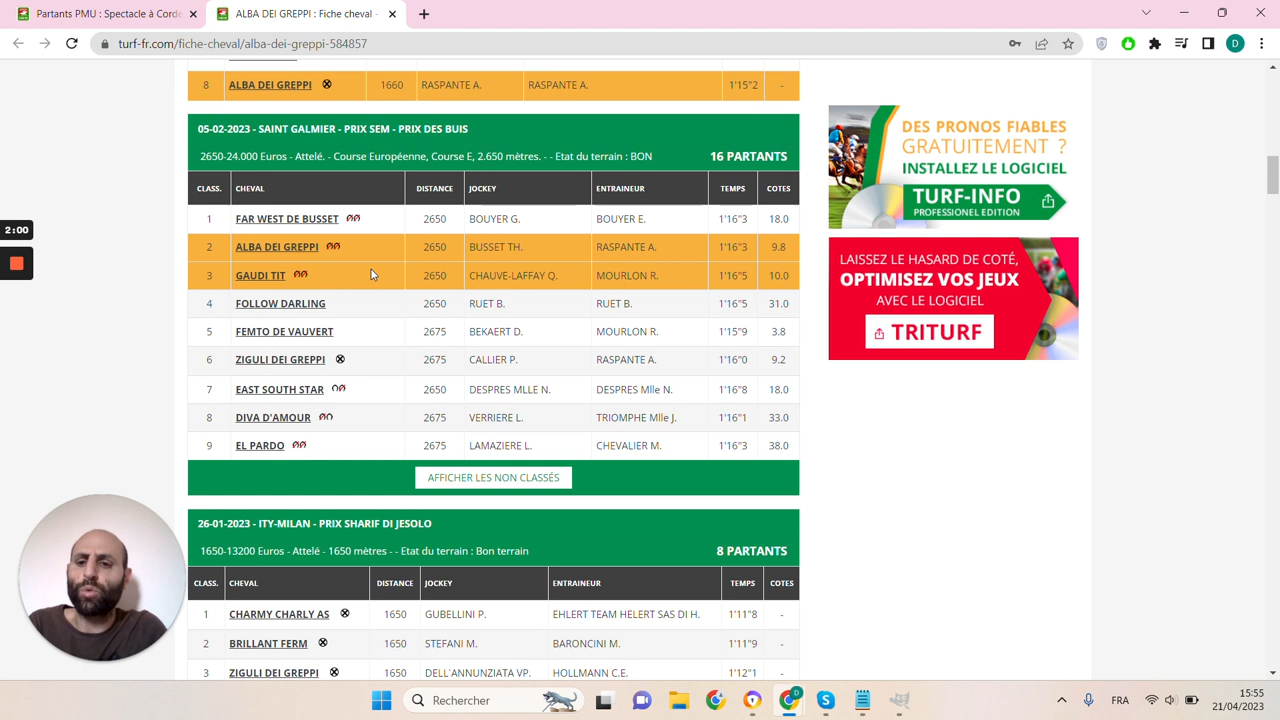 Partants PMU : Spectacle à Corde
ALBA DEI GREPPI : Fiche cheval -
turf-fr.com/fiche-cheval/alba-dei-greppi-584857
D
8 ALBA DEI GREPPI 1660 RASPANTE A. RASPANTE A. 1'15"2 -
05-02-2023 - SAINT GALMIER - PRIX SEM - PRIX DES BUIS
2650-24.000 Euros - Attelé. - Course Européenne, Course E, 2.650 mètres. - - Etat du terrain : BON 16 PARTANTS
CLASS. CHEVAL DISTANCE JOCKEY ENTRAINEUR TEMPS COTES
1 FAR WEST DE BUSSET 2650 BOUYER G. BOUYER E. 1'16"3 18.0
2 ALBA DEI GREPPI 2650 BUSSET TH. RASPANTE A. 1'16"3 9.8
3 GAUDI TIT 2650 CHAUVE-LAFFAY Q. MOURLON R. 1'16"5 10.0
4 FOLLOW DARLING 2650 RUET B. RUET B. 1'16"5 31.0
5 FEMTO DE VAUVERT 2675 BEKAERT D. MOURLON R. 1'15"9 3.8
6 ZIGULI DEI GREPPI 2675 CALLIER P. RASPANTE A. 1'16"0 9.2
7 EAST SOUTH STAR 2650 DESPRES MLLE N. DESPRES Mlle N. 1'16"8 18.0
8 DIVA D'AMOUR 2675 VERRIERE L. TRIOMPHE Mlle J. 1'16"1 33.0
9 EL PARDO 2675 LAMAZIERE L. CHEVALIER M. 1'16"3 38.0
AFFICHER LES NON CLASSÉS
26-01-2023 - ITY-MILAN - PRIX SHARIF DI JESOLO
1650-13200 Euros - Attelé - 1650 mètres - - Etat du terrain : Bon terrain 8 PARTANTS
CLASS. CHEVAL DISTANCE JOCKEY ENTRAINEUR TEMPS COTES
1 CHARMY CHARLY AS 1650 GUBELLINI P. EHLERT TEAM HELERT SAS DI H. 1'11"8 -
2 BRILLANT FERM 1650 STEFANI M. BARONCINI M. 1'11"9 -
3 ZIGULI DEI GREPPI 1650 DELL`ANNUNZIATA VP. HOLLMANN C.E. 1'12"1 -
DES PRONOS FIABLES
GRATUITEMENT ?
INSTALLEZ LE LOGICIEL
TURF-INFO
PROFESSIONEL EDITION
LAISSEZ LE HASARD DE COTÉ,
OPTIMISEZ VOS JEUX
AVEC LE LOGICIEL
TRITURF
2:00
Rechercher
D
FRA
15:55
21/04/2023